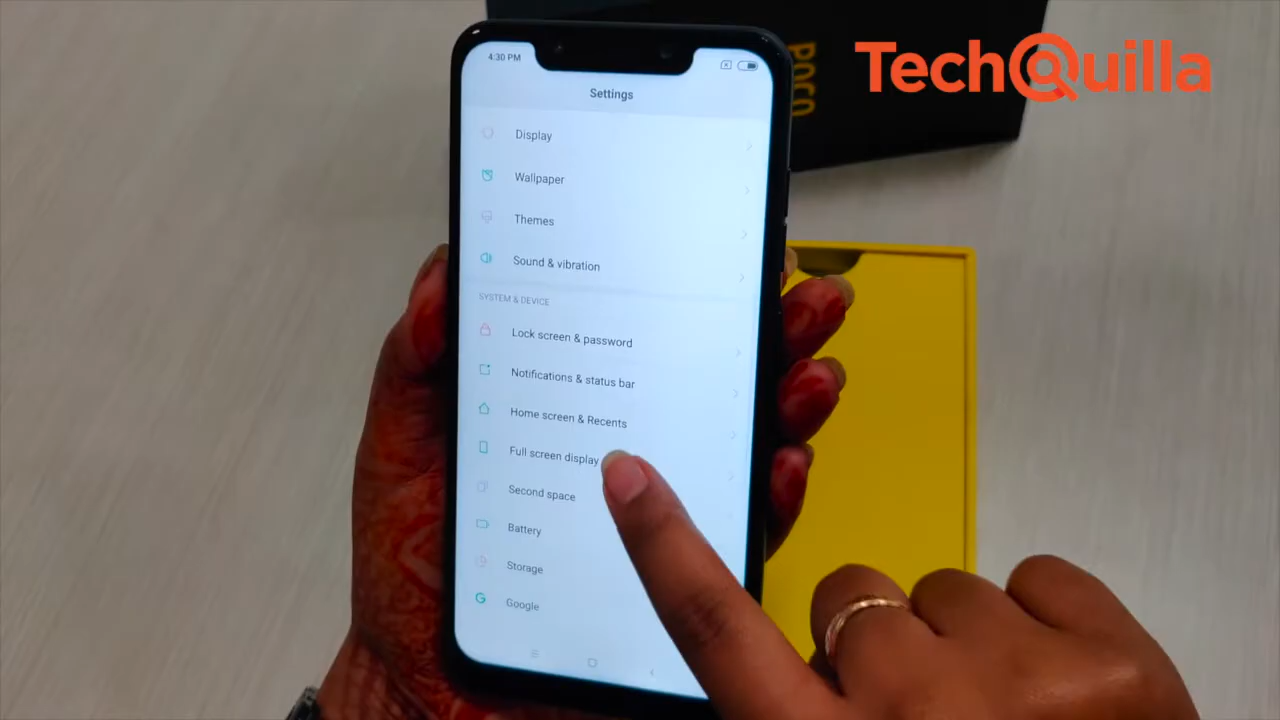 TechQuilla
POCO
4:30 PM
Settings
Display
Wallpaper
Themes
Sound & vibration
SYSTEM & DEVICE
Lock screen & password
Notifications & status bar
Home screen & Recents
Full screen display
Second space
Battery
Storage
Google